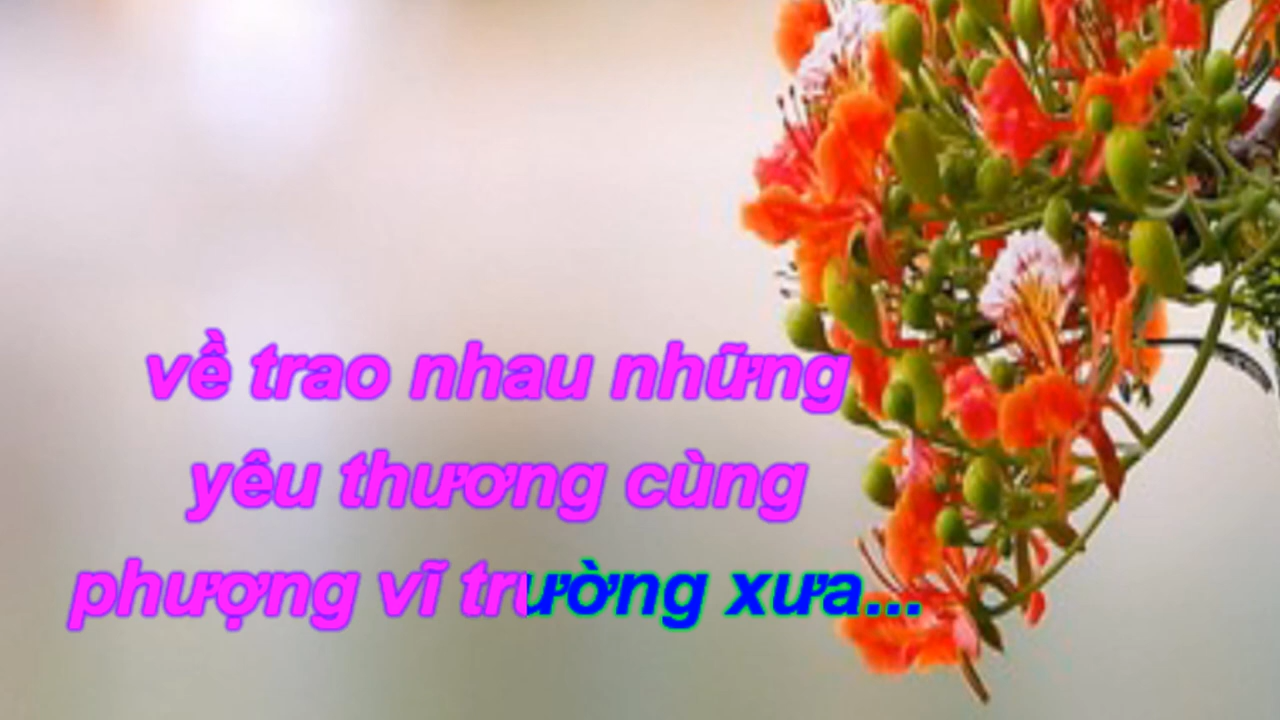 về trao nhau những
yêu thương cùng
phượng vĩ trường xưa...